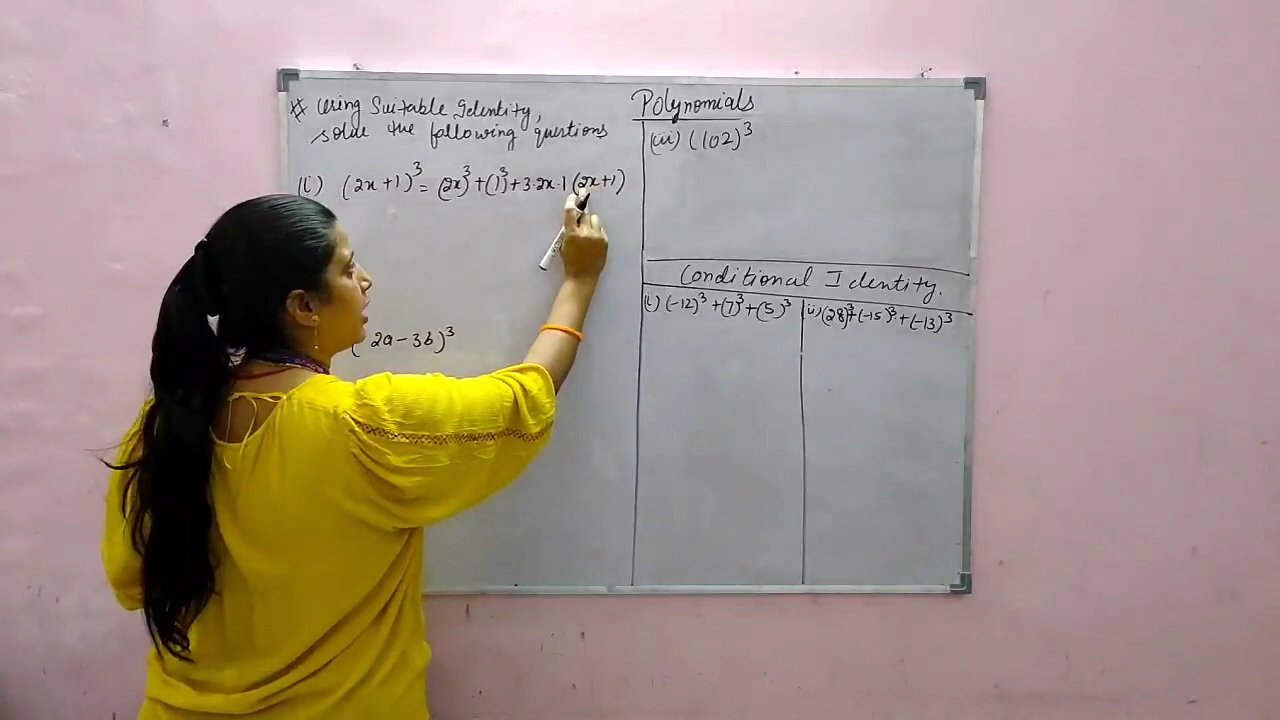 # Using Suitable Identity,
solve the following questions
(i) (2x+1)³ = (2x)³+(1)³+3·2x·1(2x+1)
(2a-3b)³
Polynomials
(iii) (102)³
Conditional Identity.
i) (-12)³+(7)³+(5)³
ii) (28)³+(-15)³+(-13)³